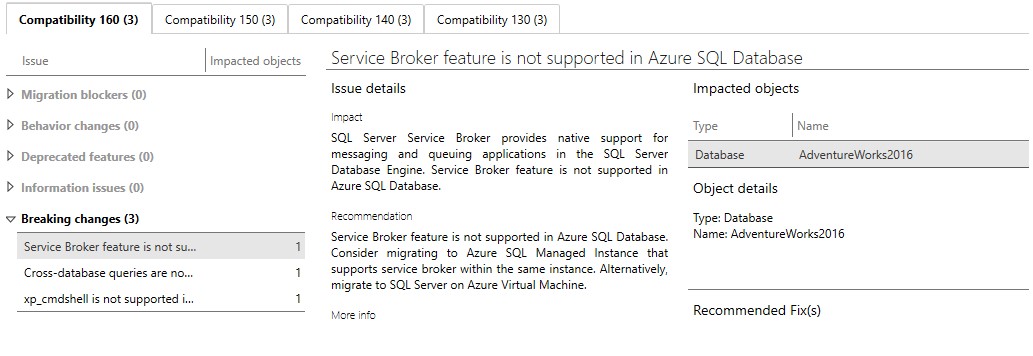 Compatibility 160 (3) Compatibility 150 (3) Compatibility 140 (3) Compatibility 130 (3)
Issue Impacted objects
Migration blockers (0)
Behavior changes (0)
Deprecated features (0)
Information issues (0)
Breaking changes (3)
Service Broker feature is not su... 1
Cross-database queries are no... 1
xp_cmdshell is not supported i... 1
Service Broker feature is not supported in Azure SQL Database
Issue details
Impact
SQL Server Service Broker provides native support for
messaging and queuing applications in the SQL Server
Database Engine. Service Broker feature is not supported in
Azure SQL Database.
Recommendation
Service Broker feature is not supported in Azure SQL Database.
Consider migrating to Azure SQL Managed Instance that
supports service broker within the same instance. Alternatively,
migrate to SQL Server on Azure Virtual Machine.
More info
Impacted objects
Type Name
Database AdventureWorks2016
Object details
Type: Database
Name: AdventureWorks2016
Recommended Fix(s)